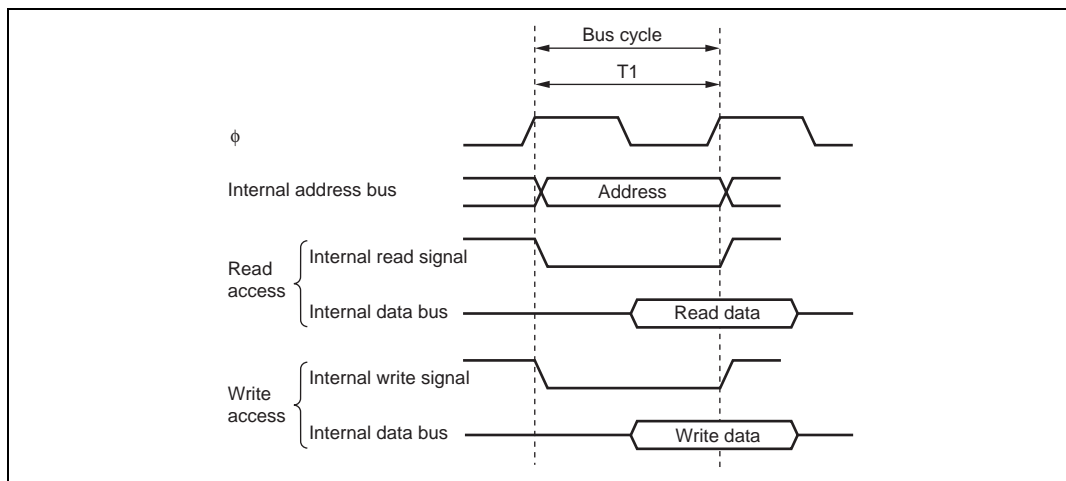 Bus cycle
T1
ϕ
Internal address bus
Address
Read
access
Internal read signal
Internal data bus
Read data
Write
access
Internal write signal
Internal data bus
Write data